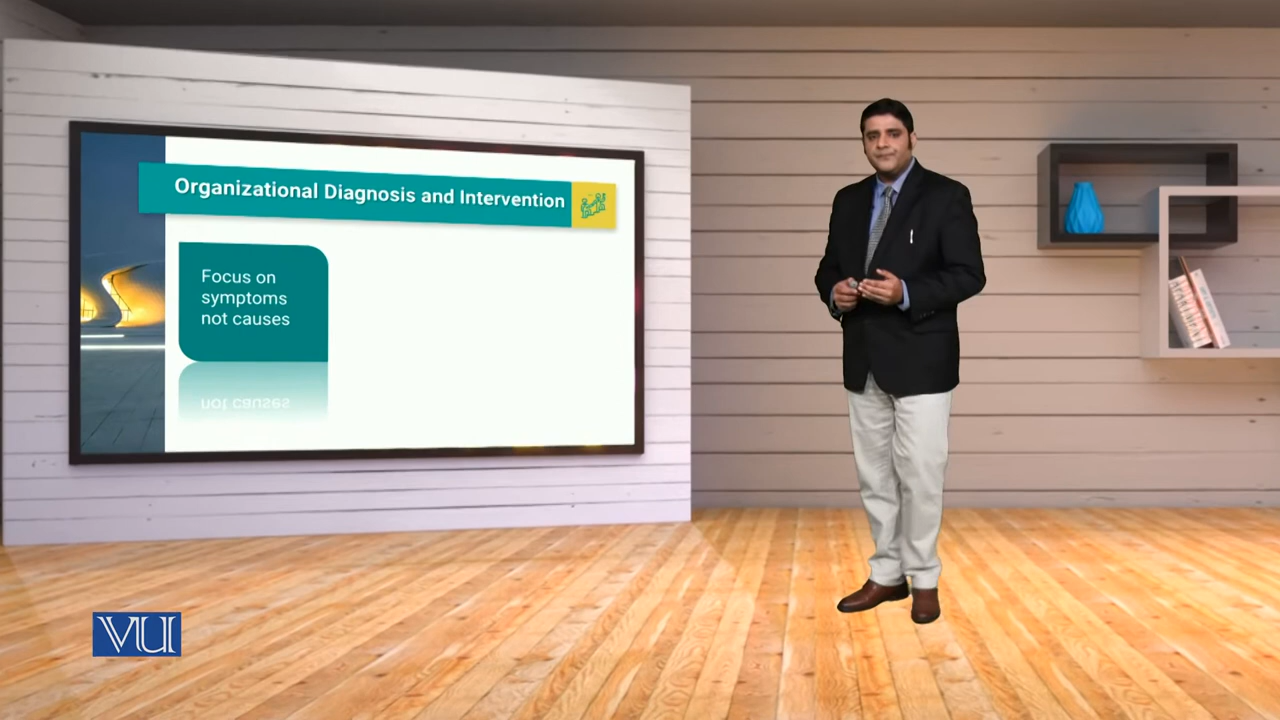 Organizational Diagnosis and Intervention
Focus on
symptoms
not causes
VU